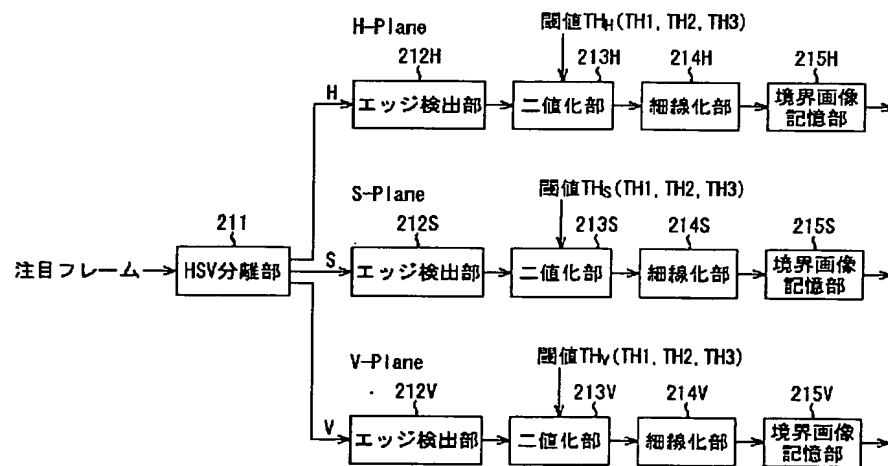 H-Plane
閾値THH(TH1, TH2, TH3)
212H
213H
214H
215H
H
エッジ検出部
二値化部
細線化部
境界画像
記憶部
S-Plane
閾値THS(TH1, TH2, TH3)
211
212S
213S
214S
215S
注目フレーム
HSV分離部
S
エッジ検出部
二値化部
細線化部
境界画像
記憶部
V-Plane
閾値THV(TH1, TH2, TH3)
212V
213V
214V
215V
V
エッジ検出部
二値化部
細線化部
境界画像
記憶部